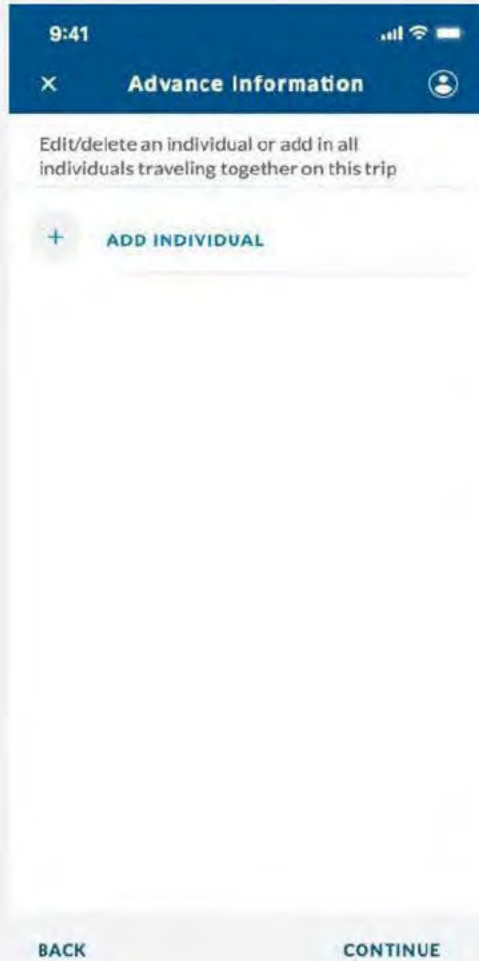 9:41
Advance Information
Edit/delete an individual or add in all
individuals traveling together on this trip
+ ADD INDIVIDUAL
BACK CONTINUE